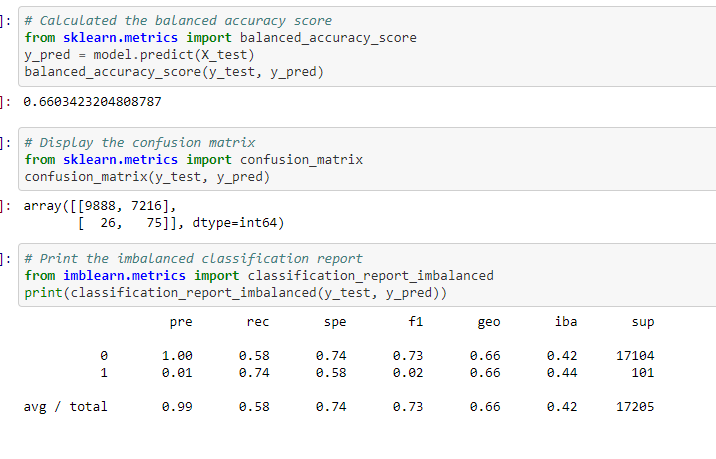 ]: # Calculated the balanced accuracy score
from sklearn.metrics import balanced_accuracy_score
y_pred = model.predict(X_test)
balanced_accuracy_score(y_test, y_pred)
]: 0.6603423204808787
]: # Display the confusion matrix
from sklearn.metrics import confusion_matrix
confusion_matrix(y_test, y_pred)
]: array([[9888, 7216],
[  26,   75]], dtype=int64)
]: # Print the imbalanced classification report
from imblearn.metrics import classification_report_imbalanced
print(classification_report_imbalanced(y_test, y_pred))
pre rec spe f1 geo iba sup
0 1.00 0.58 0.74 0.73 0.66 0.42 17104
1 0.01 0.74 0.58 0.02 0.66 0.44 101
avg / total 0.99 0.58 0.74 0.73 0.66 0.42 17205